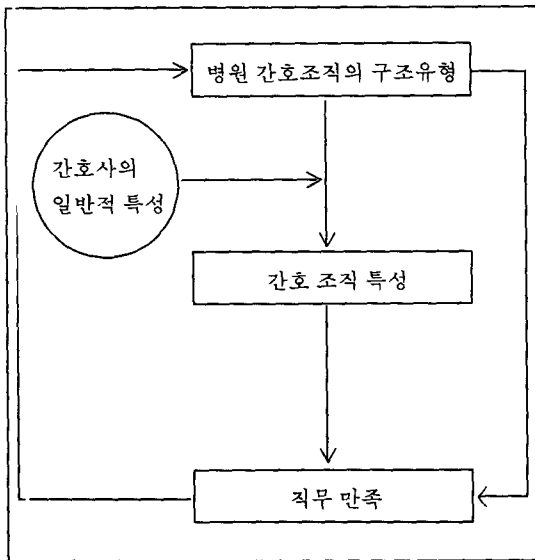 병원 간호조직의 구조유형
간호사의
일반적 특성
간호 조직 특성
직무 만족